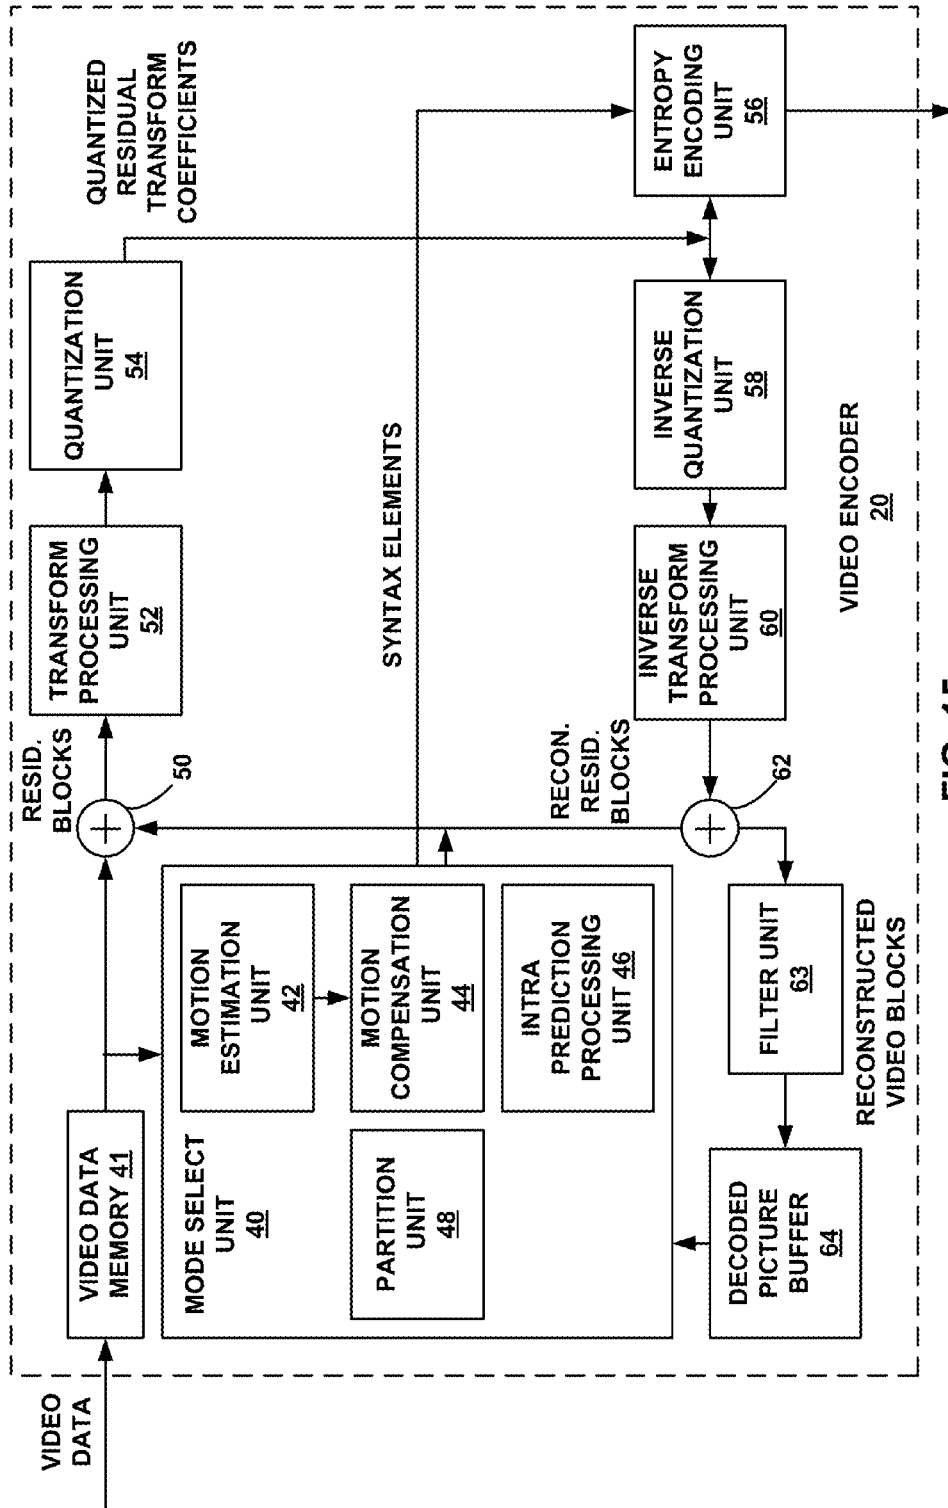 VIDEO
DATA
VIDEO DATA
MEMORY 41
RESID.
BLOCKS
50
TRANSFORM
PROCESSING
UNIT
52
QUANTIZATION
UNIT
54
QUANTIZED
RESIDUAL
TRANSFORM
COEFFICIENTS
MODE SELECT
UNIT
40
MOTION
ESTIMATION
UNIT
42
PARTITION
UNIT
48
MOTION
COMPENSATION
UNIT
44
INTRA
PREDICTION
PROCESSING
UNIT 46
SYNTAX ELEMENTS
RECON.
RESID.
BLOCKS
62
INVERSE
TRANSFORM
PROCESSING
UNIT
60
INVERSE
QUANTIZATION
UNIT
58
ENTROPY
ENCODING
UNIT
56
DECODED
PICTURE
BUFFER
64
FILTER UNIT
63
RECONSTRUCTED
VIDEO BLOCKS
VIDEO ENCODER
20
FIG.